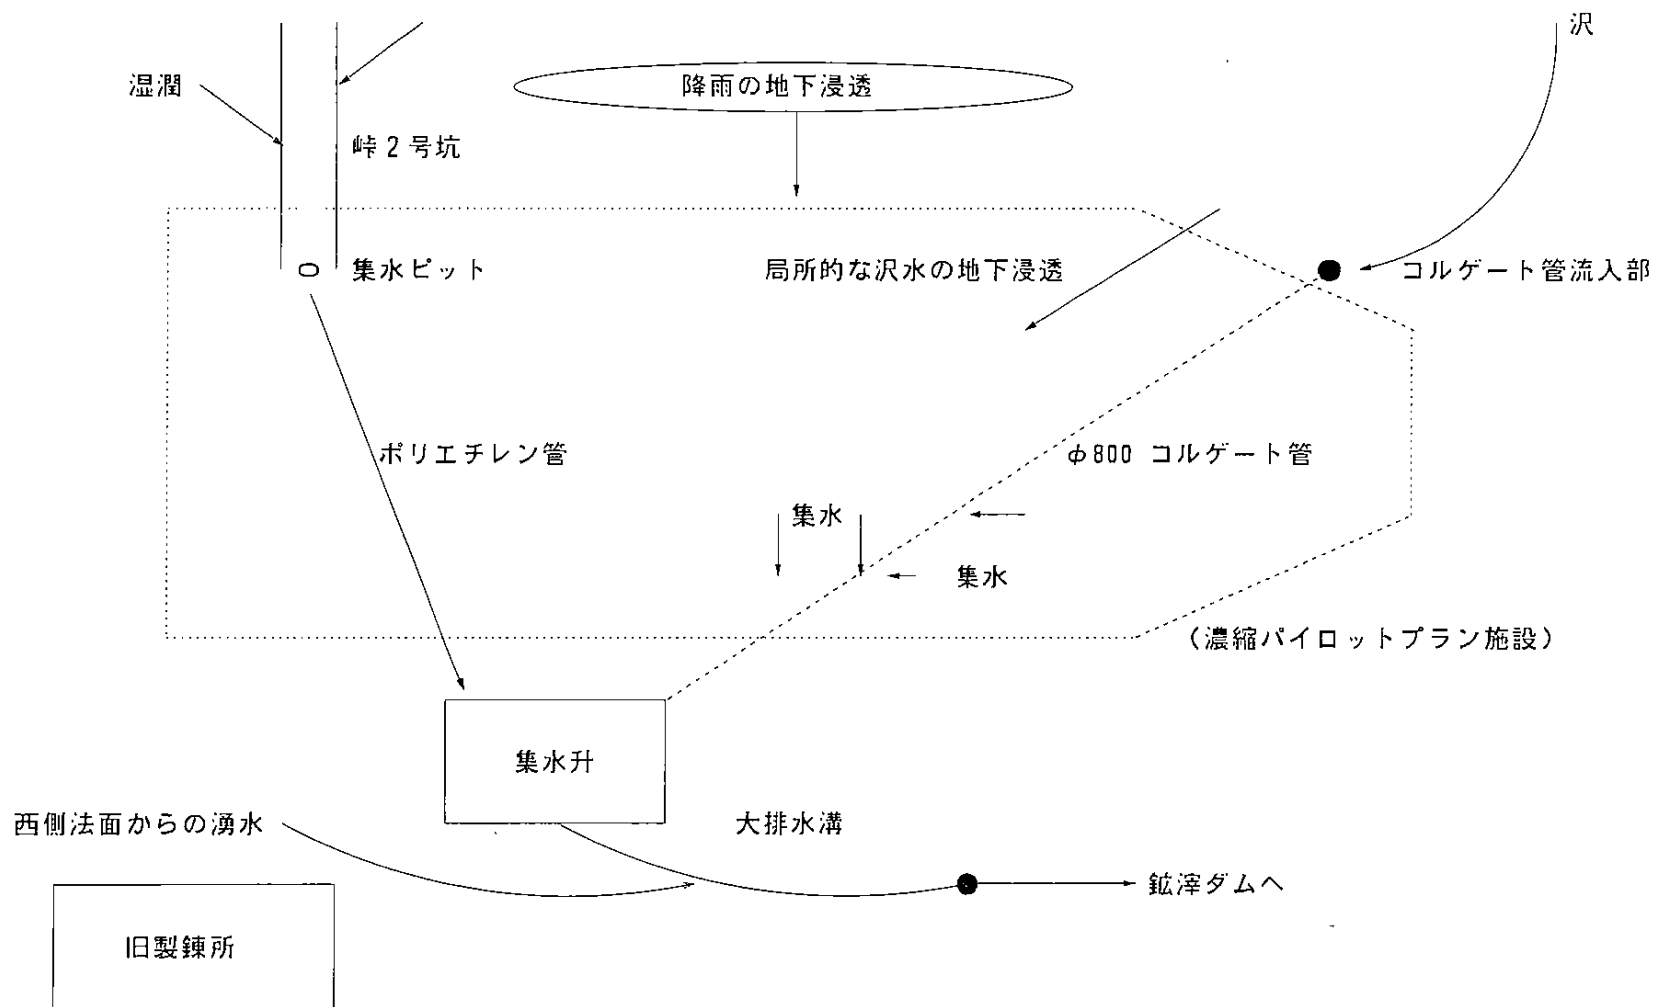 沢
湿潤
降雨の地下浸透
峠2号坑
集水ピット
局所的な沢水の地下浸透
コルゲート管流入部
ポリエチレン管
φ800 コルゲート管
集水
集水
(濃縮パイロットプラン施設)
集水升
西側法面からの湧水
大排水溝
鉱滓ダムへ
旧製錬所